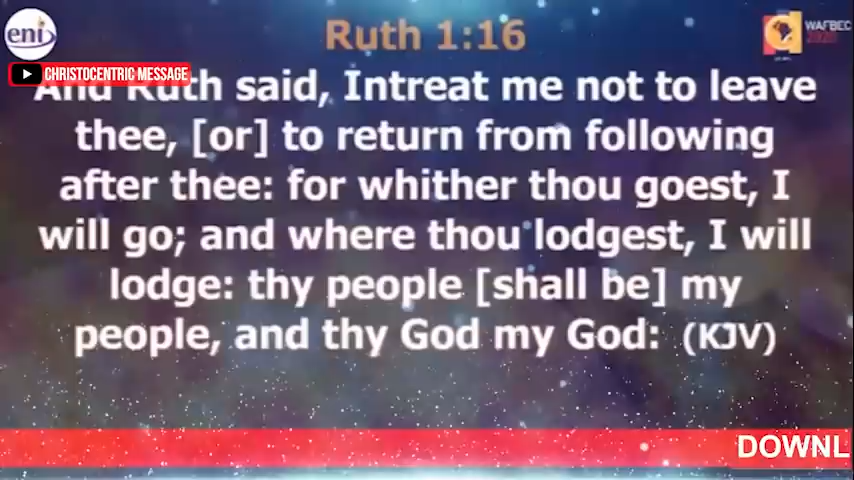 eni
Ruth 1:16
WAFBEC
2020
CHRISTOCENTRIC MESSAGE
And Ruth said, Intreat me not to leave
thee, [or] to return from following
after thee: for whither thou goest, I
will go; and where thou lodgest, I will
lodge: thy people [shall be] my
people, and thy God my God: (KJV)
DOWNL